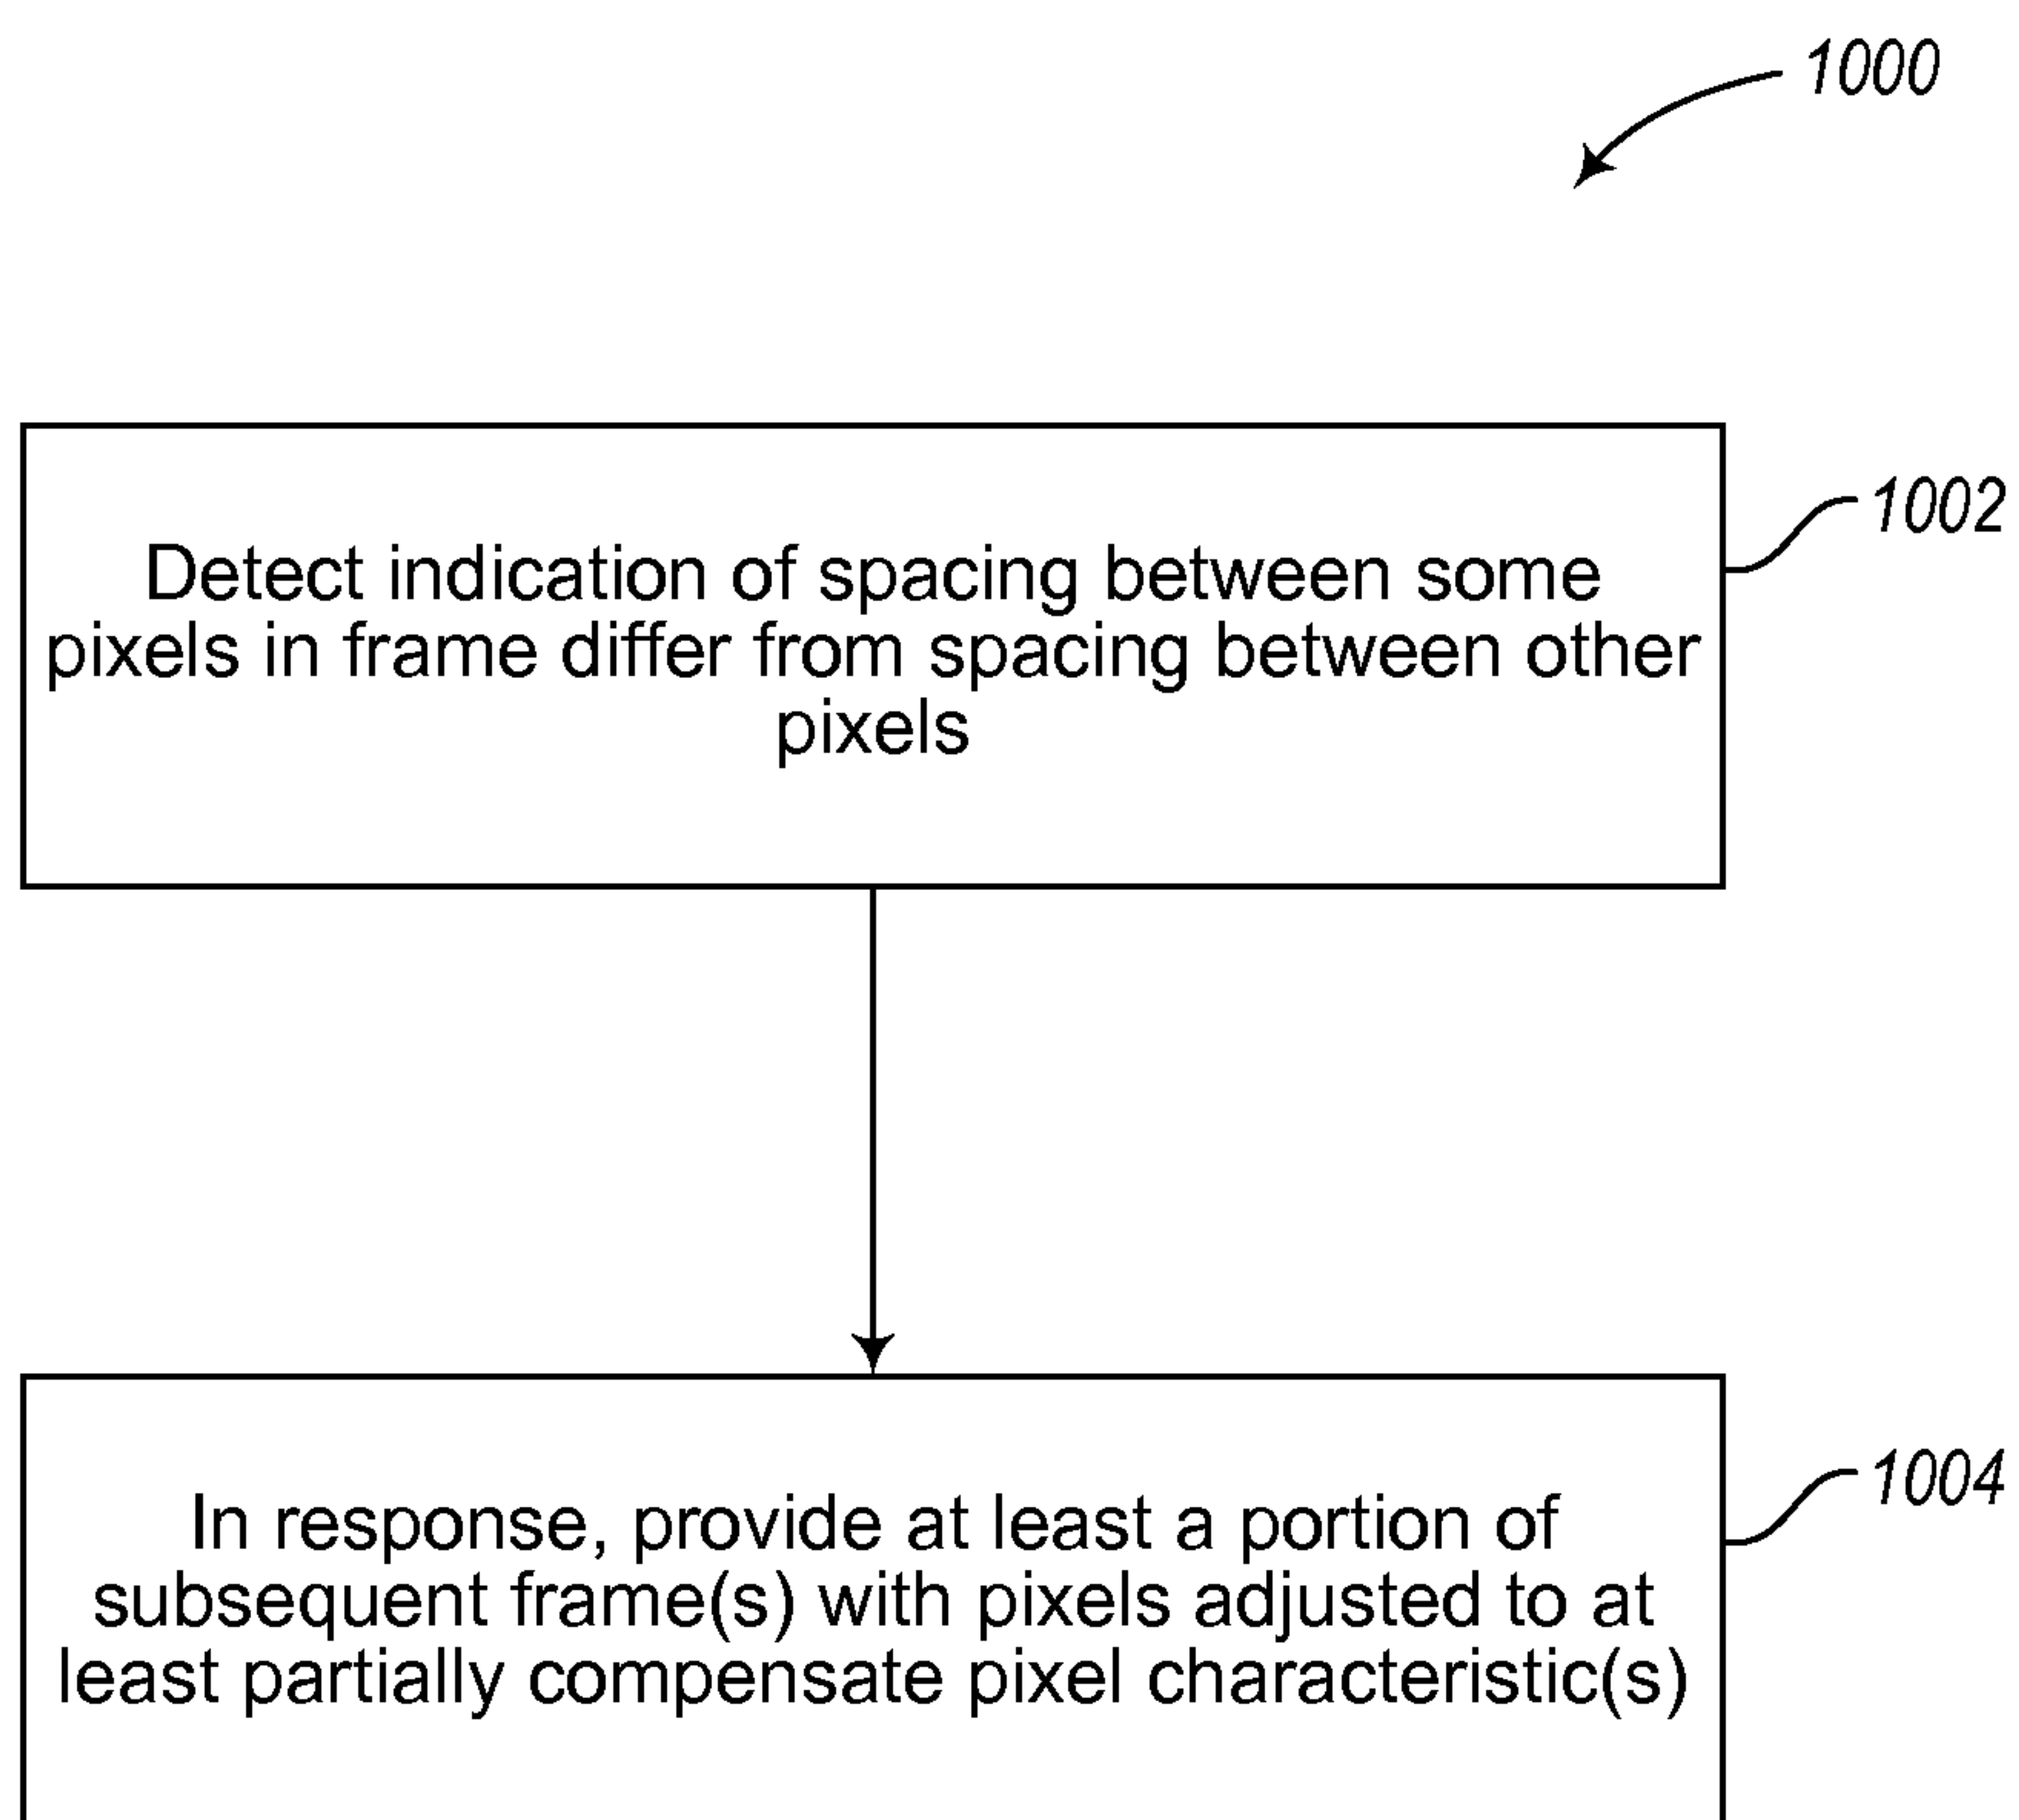 1000
Detect indication of spacing between some
pixels in frame differ from spacing between other
pixels
1002
In response, provide at least a portion of
subsequent frame(s) with pixels adjusted to at
least partially compensate pixel characteristic(s)
1004